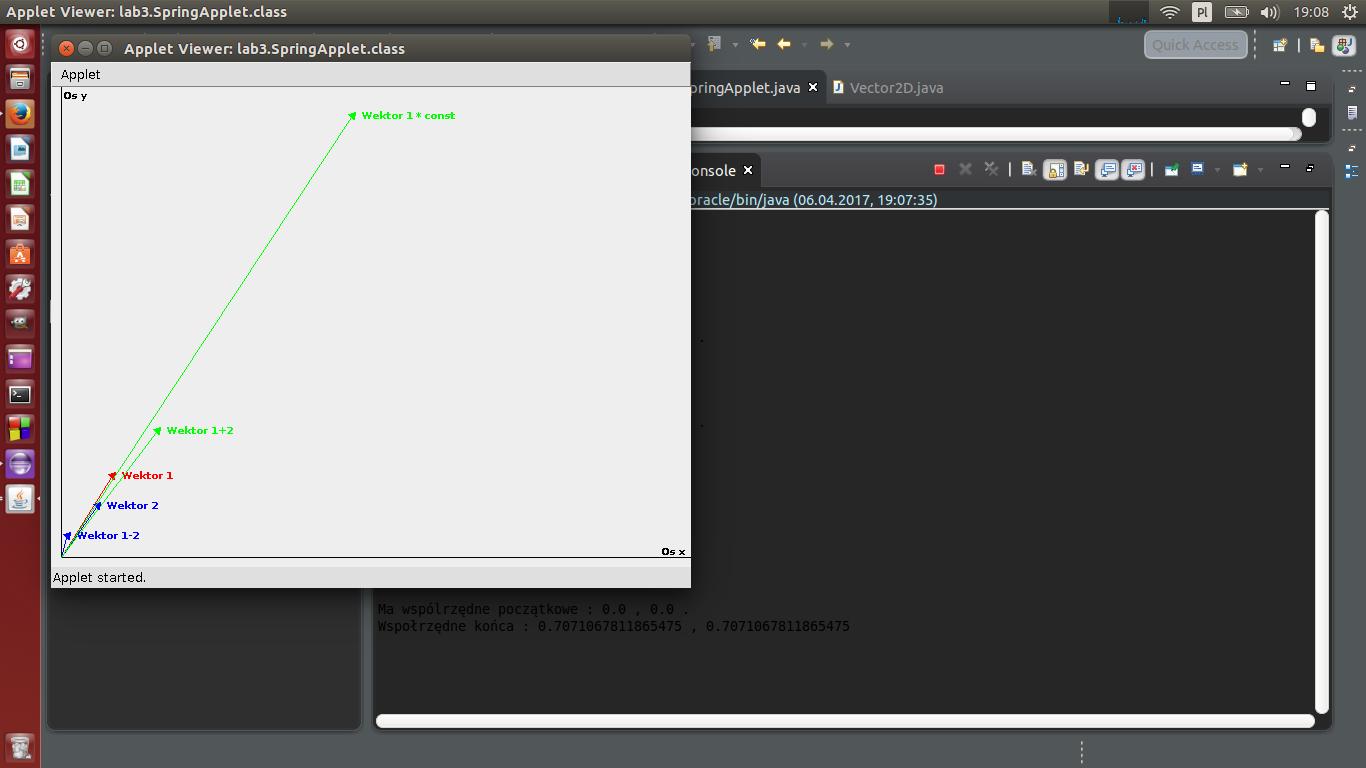 Applet Viewer: lab3.SpringApplet.class
Pl
19:08
Applet Viewer: lab3.SpringApplet.class
Applet
Os y
Wektor 1 * const
Wektor 1+2
Wektor 1
Wektor 2
Wektor 1-2
Os x
Applet started.
Quick Access
pringApplet.java
Vector2D.java
onsole
oracle/bin/java (06.04.2017, 19:07:35)
.
.
Ma wspólrzędne początkowe : 0.0 , 0.0 .
Wspołrzędne końca : 0.7071067811865475 , 0.7071067811865475